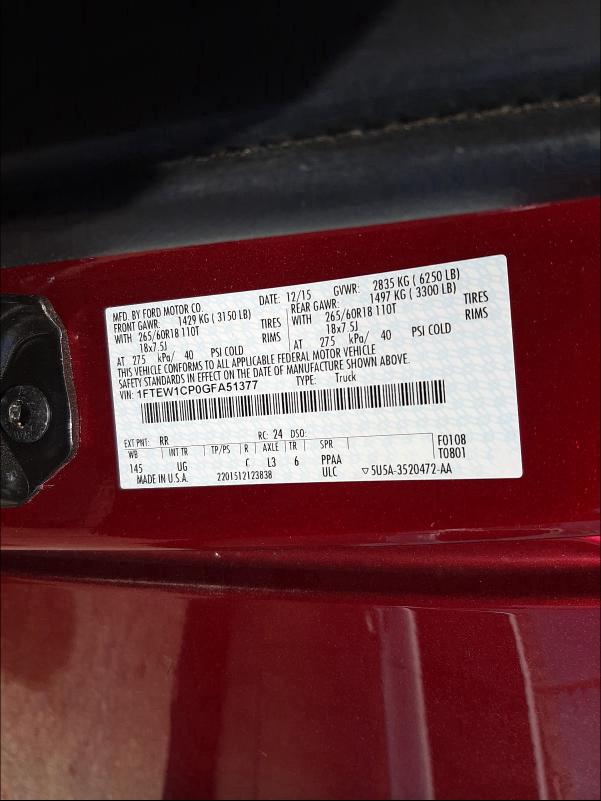 MFD. BY FORD MOTOR CO.
DATE: 12/15 GVWR: 2835 KG ( 6250 LB)
FRONT GAWR: 1429 KG ( 3150 LB) REAR GAWR: 1497 KG ( 3300 LB)
WITH 265/60R18 110T TIRES WITH 265/60R18 110T TIRES
18x7.5J RIMS 18x7.5J RIMS
AT 275 kPa/ 40 PSI COLD AT 275 kPa/ 40 PSI COLD
THIS VEHICLE CONFORMS TO ALL APPLICABLE FEDERAL MOTOR VEHICLE
SAFETY STANDARDS IN EFFECT ON THE DATE OF MANUFACTURE SHOWN ABOVE.
VIN: 1FTEW1CP0GFA51377 TYPE: Truck
EXT PNT: RR RC: 24 DSO: F0108
WB INT TR TP/PS R AXLE TR SPR T0801
145 UG C L3 6 PPAA
MADE IN U.S.A. 2201512123838 ULC ▽5U5A-3520472-AA